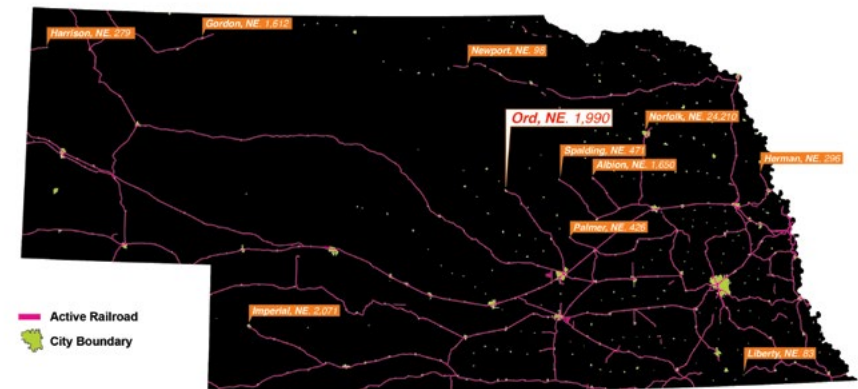 Gordon, NE. 1,612
Harrison, NE. 279
Newport, NE. 98
Ord, NE. 1,990
Norfolk, NE. 24,210
Spalding, NE. 471
Albion, NE. 1,650
Herman, NE. 296
Palmer, NE. 426
Imperial, NE. 2,071
Liberty, NE. 83
Active Railroad
City Boundary